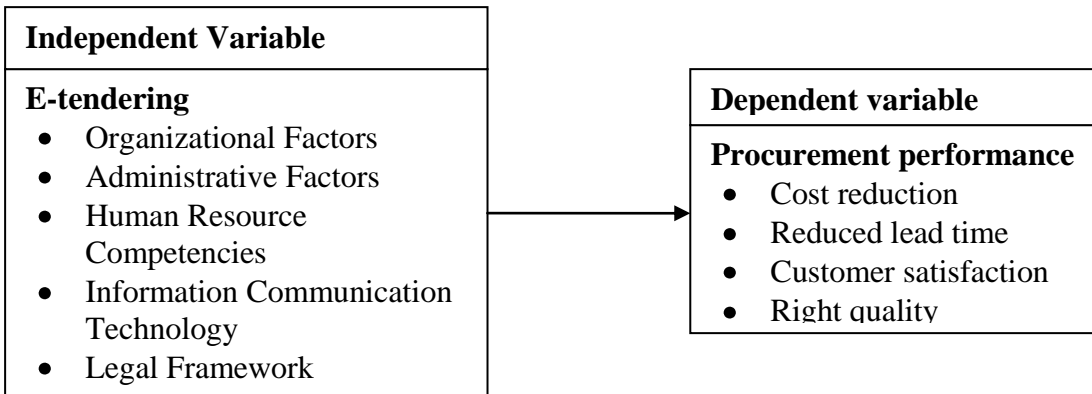 Independent Variable
E-tendering
• Organizational Factors
• Administrative Factors
• Human Resource
Competencies
• Information Communication
Technology
• Legal Framework
Dependent variable
Procurement performance
• Cost reduction
• Reduced lead time
• Customer satisfaction
• Right quality